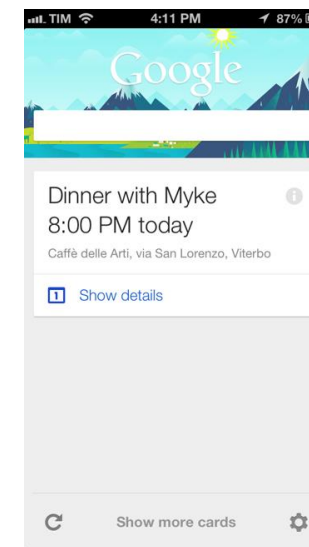 TIM 4:11 PM 87%
Google
Dinner with Myke
8:00 PM today
Caffè delle Arti, via San Lorenzo, Viterbo
1 Show details
Show more cards